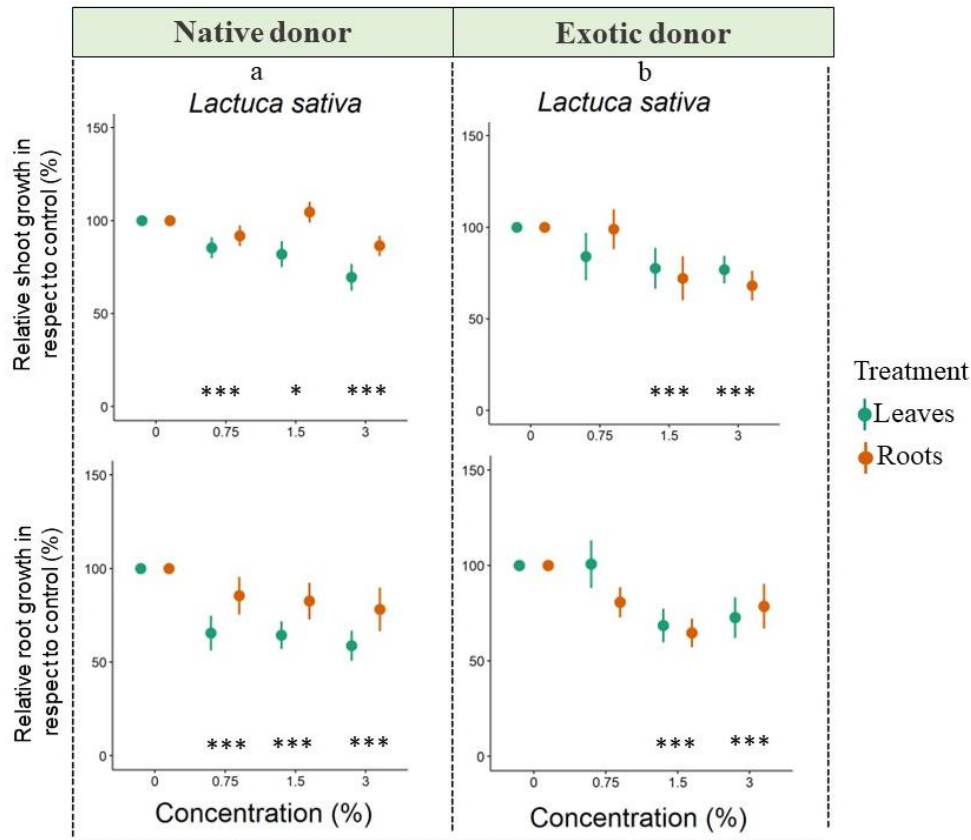 Native donor
Exotic donor
a
b
Lactuca sativa
Lactuca sativa
Relative shoot growth in
respect to control (%)
150
100
50
0
*** * ***
0 0.75 1.5 3
150
100
50
0
*** ***
0 0.75 1.5 3
Treatment
Leaves
Roots
Relative root growth in
respect to control (%)
150
100
50
0
*** *** ***
0 0.75 1.5 3
Concentration (%)
150
100
50
0
*** ***
0 0.75 1.5 3
Concentration (%)